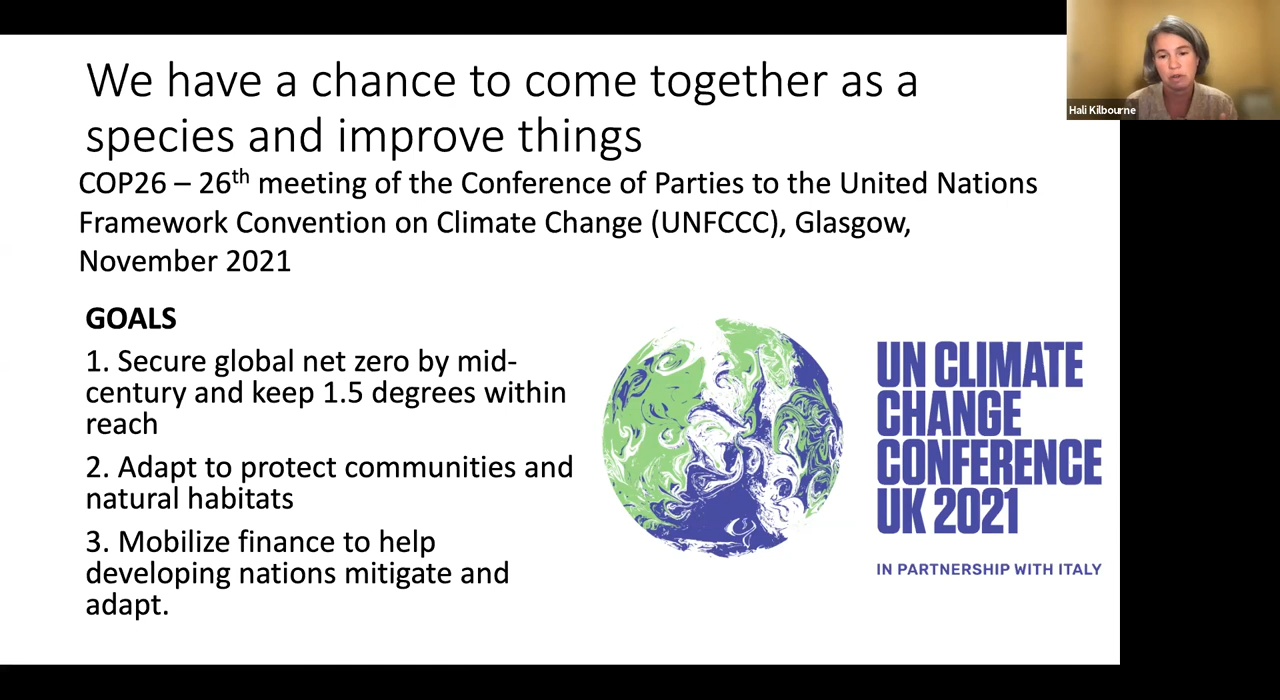 We have a chance to come together as a
species and improve things
COP26 – 26th meeting of the Conference of Parties to the United Nations
Framework Convention on Climate Change (UNFCCC), Glasgow,
November 2021
GOALS
1. Secure global net zero by mid-
century and keep 1.5 degrees within
reach
2. Adapt to protect communities and
natural habitats
3. Mobilize finance to help
developing nations mitigate and
adapt.
UN CLIMATE
CHANGE
CONFERENCE
UK 2021
IN PARTNERSHIP WITH ITALY
Hali Kilbourne